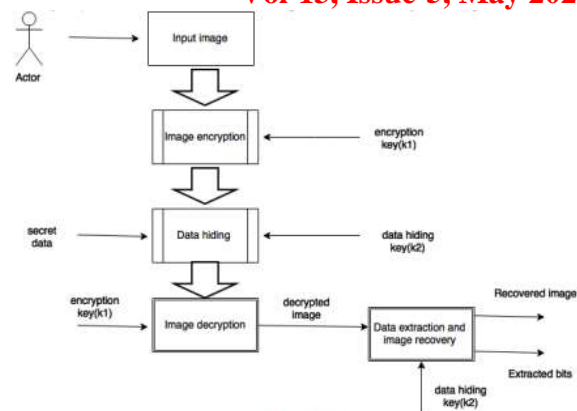 Vol 13, Issue 5, May 202
Input image
Actor
Image encryption
encryption
key(k1)
secret
data
Data hiding
data hiding
key(k2)
encryption
key(k1)
Image decryption
decrypted
image
Data extraction and
image recovery
Recovered image
Extracted bits
data hiding
key(k2)